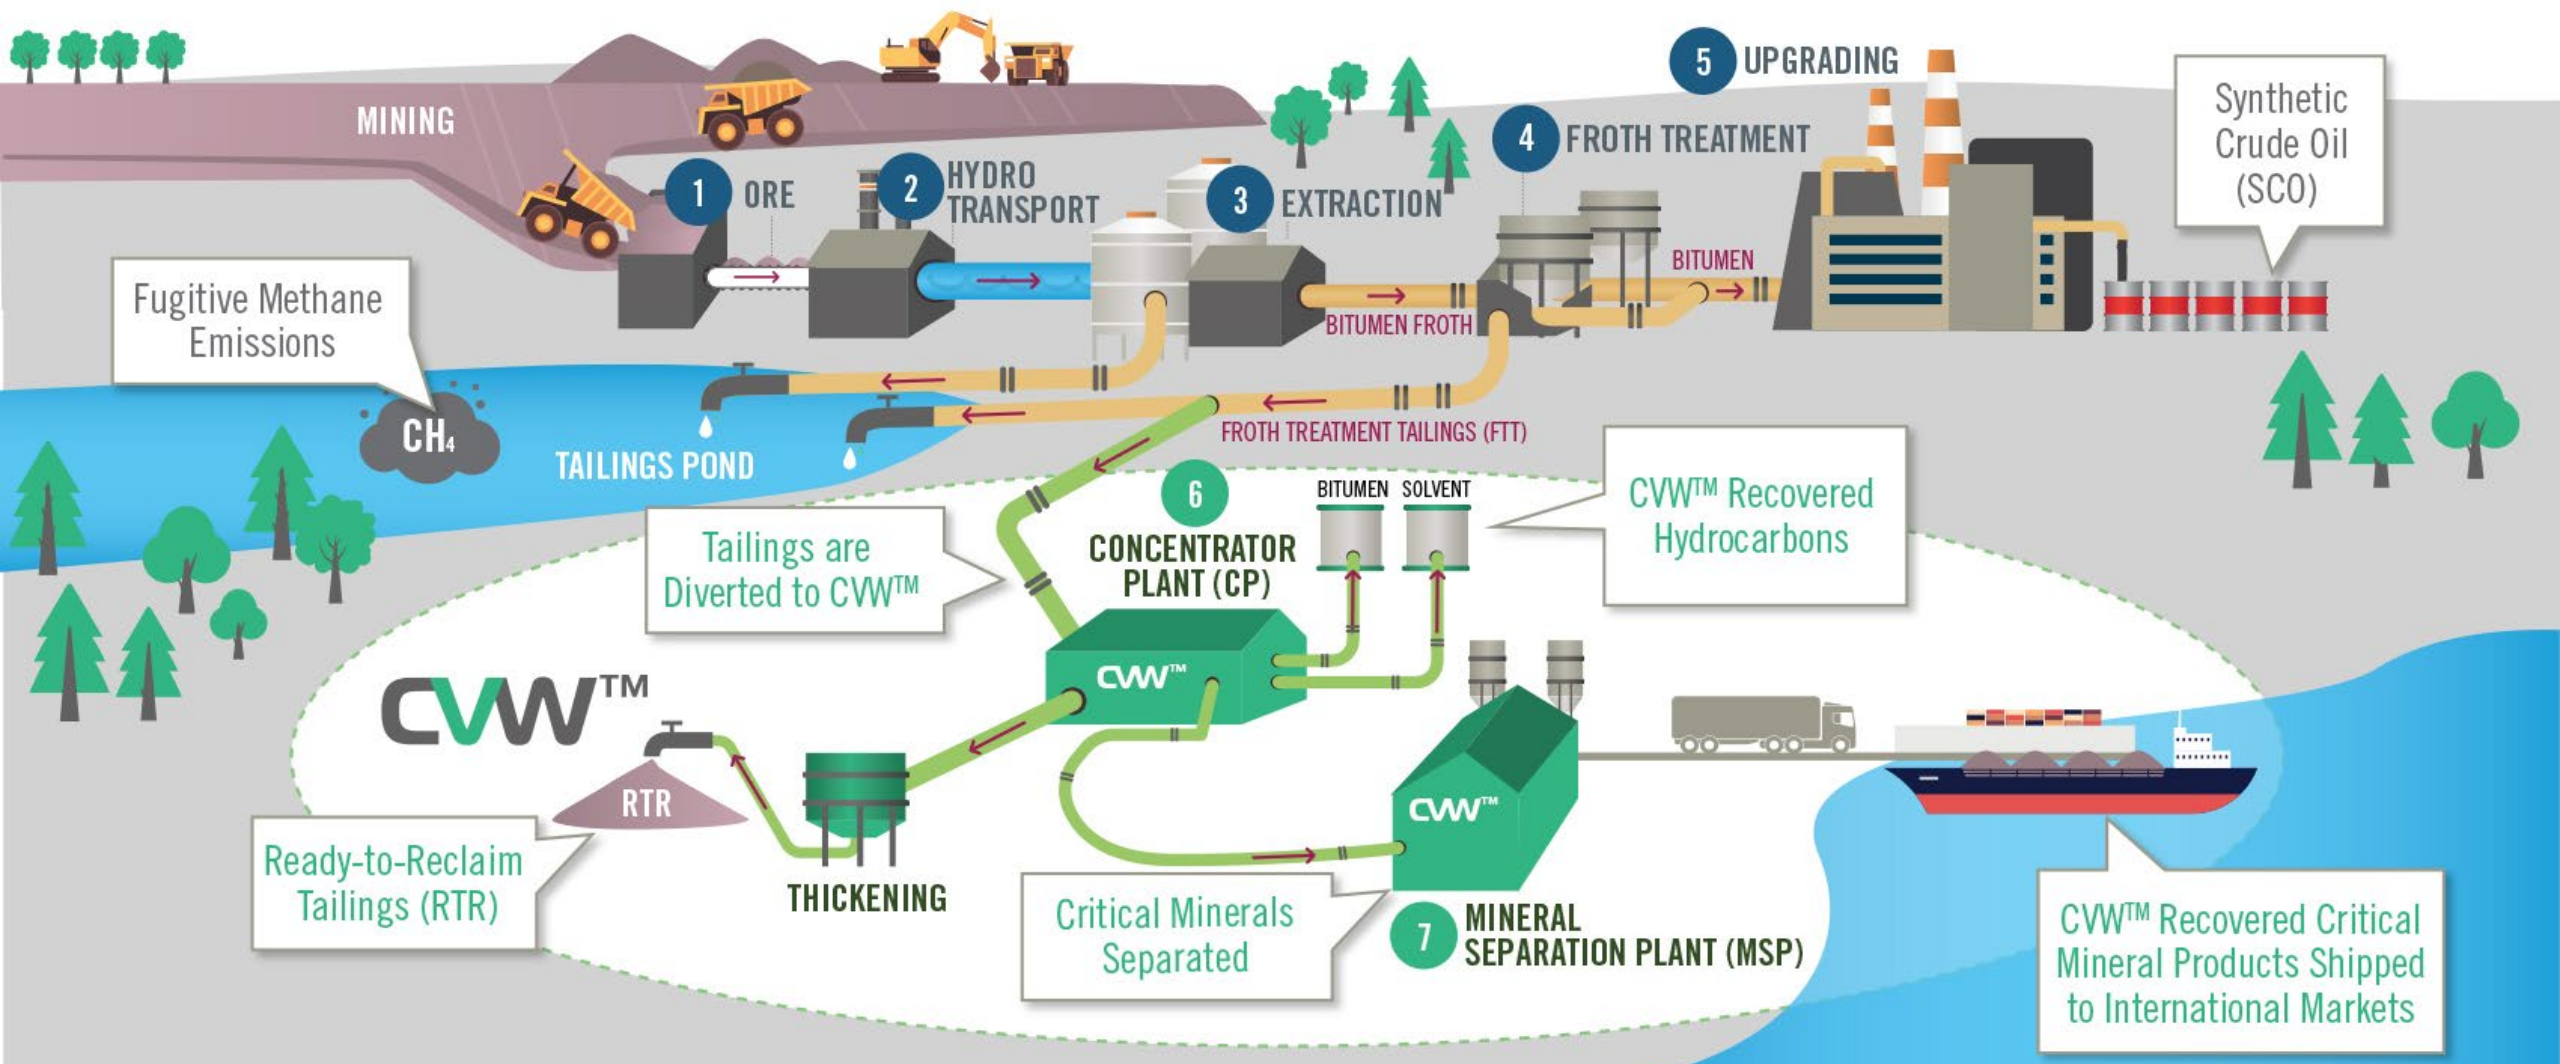 MINING
1 ORE
2 HYDRO
TRANSPORT
3 EXTRACTION
4 FROTH TREATMENT
5 UPGRADING
Synthetic
Crude Oil
(SCO)
BITUMEN FROTH
BITUMEN
Fugitive Methane
Emissions
CH₄
TAILINGS POND
FROTH TREATMENT TAILINGS (FTT)
Tailings are
Diverted to CVW™
6
CONCENTRATOR
PLANT (CP)
BITUMEN SOLVENT
CVW™ Recovered
Hydrocarbons
CVW™
CVW™
RTR
Ready-to-Reclaim
Tailings (RTR)
THICKENING
CVW™
Critical Minerals
Separated
7 MINERAL
SEPARATION PLANT (MSP)
CVW™ Recovered Critical
Mineral Products Shipped
to International Markets